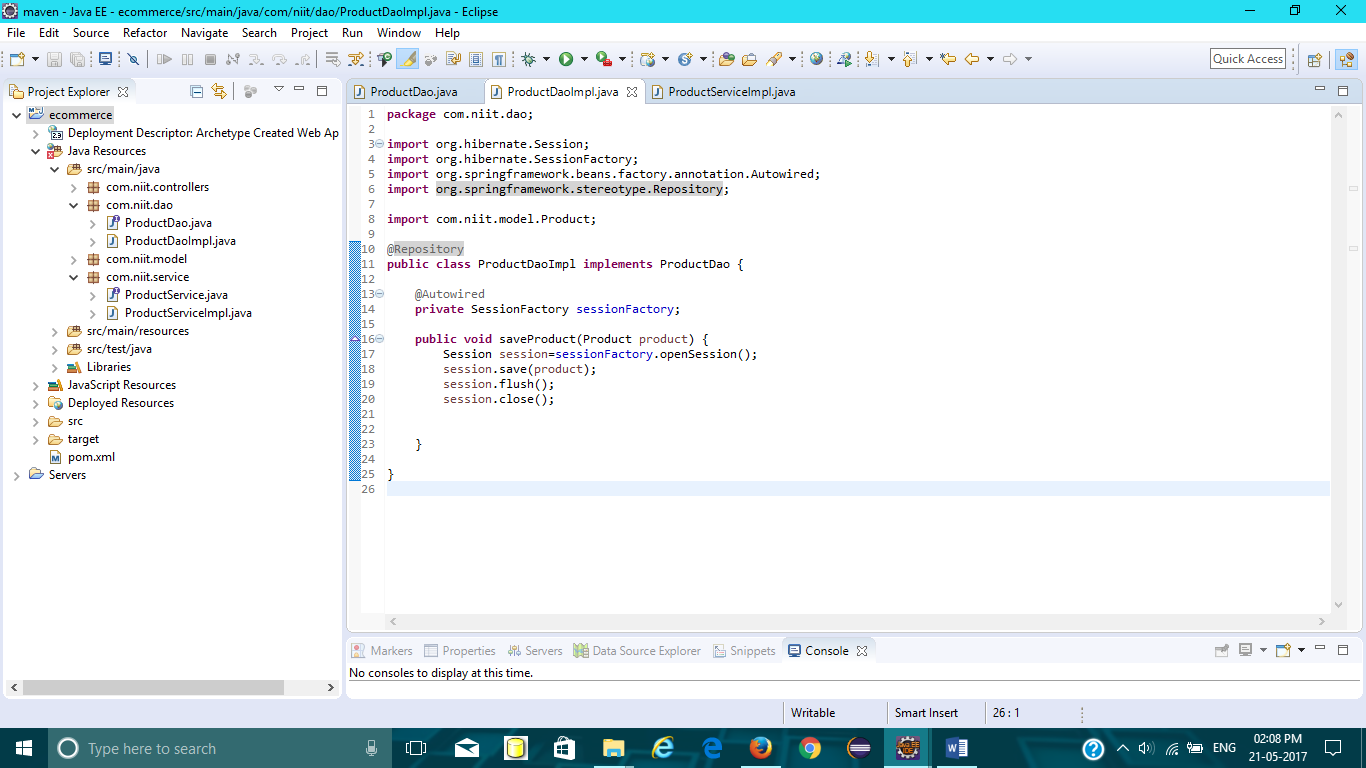 maven - Java EE - ecommerce/src/main/java/com/niit/dao/ProductDaoImpl.java - Eclipse
File Edit Source Refactor Navigate Search Project Run Window Help
Quick Access
Project Explorer
ecommerce
Deployment Descriptor: Archetype Created Web Ap
Java Resources
src/main/java
com.niit.controllers
com.niit.dao
ProductDao.java
ProductDaoImpl.java
com.niit.model
com.niit.service
ProductService.java
ProductServiceImpl.java
src/main/resources
src/test/java
Libraries
JavaScript Resources
Deployed Resources
src
target
pom.xml
Servers
ProductDao.java ProductDaoImpl.java ProductServiceImpl.java
1 package com.niit.dao;
2
3 import org.hibernate.Session;
4 import org.hibernate.SessionFactory;
5 import org.springframework.beans.factory.annotation.Autowired;
6 import org.springframework.stereotype.Repository;
7
8 import com.niit.model.Product;
9
10 @Repository
11 public class ProductDaoImpl implements ProductDao {
12
13 @Autowired
14 private SessionFactory sessionFactory;
15
16 public void saveProduct(Product product) {
17 Session session=sessionFactory.openSession();
18 session.save(product);
19 session.flush();
20 session.close();
21
22
23 }
24
25 }
26
Markers Properties Servers Data Source Explorer Snippets Console
No consoles to display at this time.
Writable Smart Insert 26 : 1
Type here to search
ENG
02:08 PM
21-05-2017